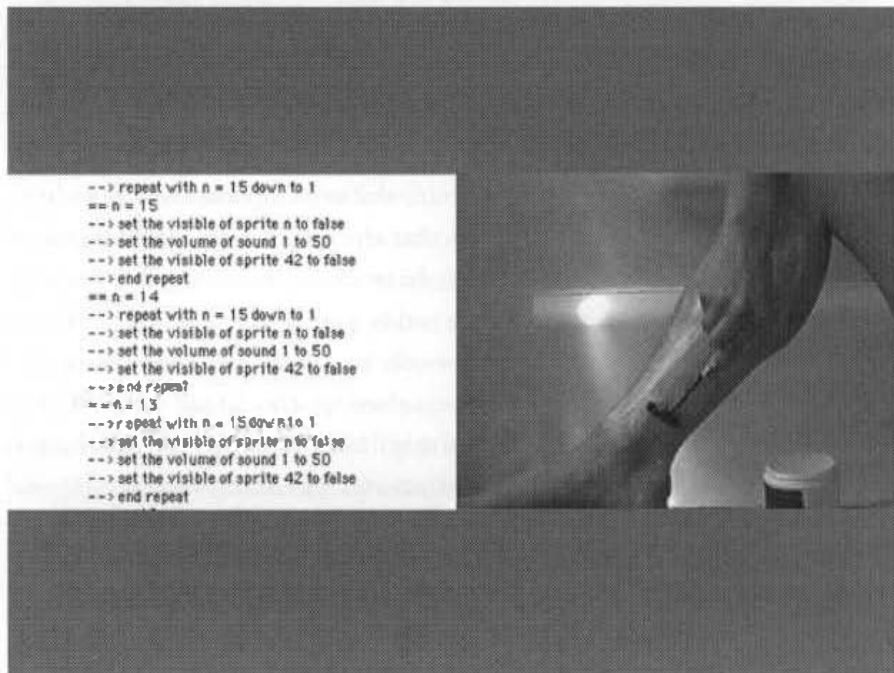 --> repeat with n = 15 down to 1
== n = 15
--> set the visible of sprite n to false
--> set the volume of sound 1 to 50
--> set the visible of sprite 42 to false
--> end repeat
== n = 14
--> repeat with n = 15 down to 1
--> set the visible of sprite n to false
--> set the volume of sound 1 to 50
--> set the visible of sprite 42 to false
--> end repeat
== n = 13
--> repeat with n = 15 down to 1
--> set the visible of sprite n to false
--> set the volume of sound 1 to 50
--> set the visible of sprite 42 to false
--> end repeat